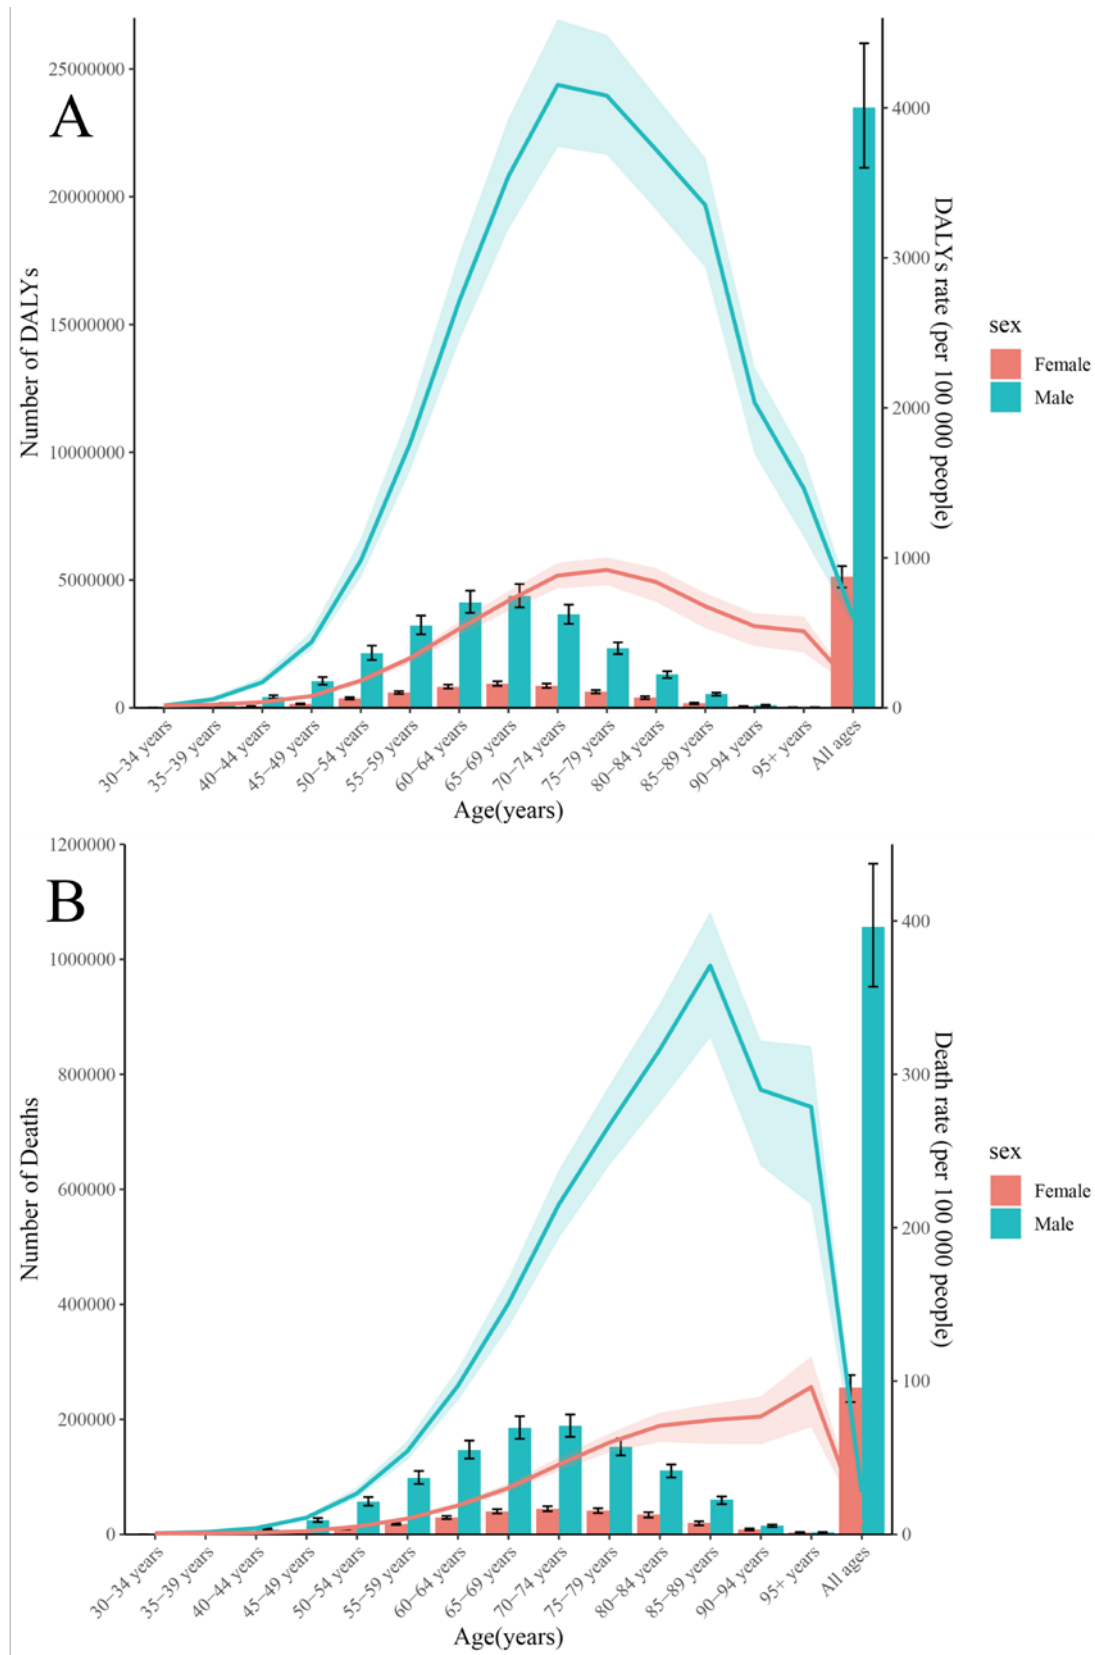 A
25000000
20000000
15000000
10000000
5000000
0
Number of DALYs
4000
3000
2000
1000
0
DALYs rate (per 100 000 people)
sex
Female
Male
30–34 years
35–39 years
40–44 years
45–49 years
50–54 years
55–59 years
60–64 years
65–69 years
70–74 years
75–79 years
80–84 years
85–89 years
90–94 years
95+ years
All ages
Age(years)
B
1200000
1000000
800000
600000
400000
200000
0
Number of Deaths
400
300
200
100
0
Death rate (per 100 000 people)
sex
Female
Male
30–34 years
35–39 years
40–44 years
45–49 years
50–54 years
55–59 years
60–64 years
65–69 years
70–74 years
75–79 years
80–84 years
85–89 years
90–94 years
95+ years
All ages
Age(years)